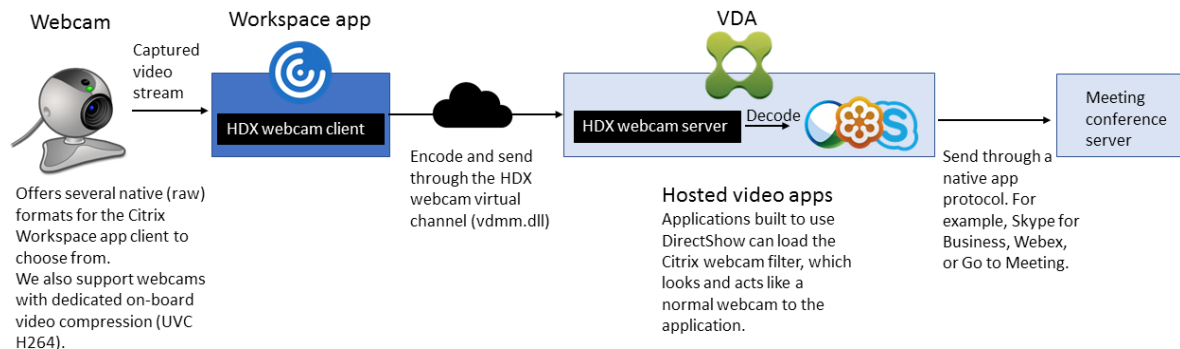 Webcam
Captured
video
stream
Offers several native (raw)
formats for the Citrix
Workspace app client to
choose from.
We also support webcams
with dedicated on-board
video compression (UVC
H264).
Workspace app
HDX webcam client
Encode and send
through the HDX
webcam virtual
channel (vdmm.dll)
VDA
HDX webcam server
Decode
S
Hosted video apps
Applications built to use
DirectShow can load the
Citrix webcam filter, which
looks and acts like a
normal webcam to the
application.
Send through a
native app
protocol. For
example, Skype for
Business, Webex,
or Go to Meeting.
Meeting
conference
server